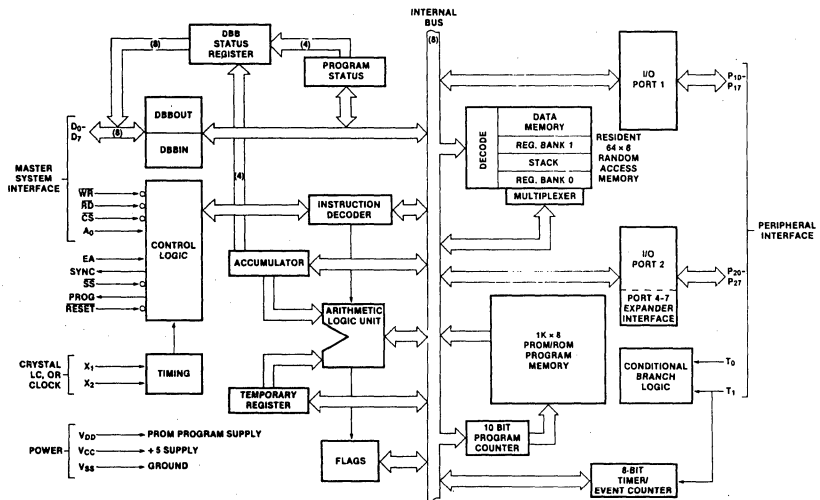 INTERNAL
BUS
(8)
(8)
DBB
STATUS
REGISTER
(4)
PROGRAM
STATUS
D0-
D7
(8)
DBBOUT
DBBIN
MASTER
SYSTEM
INTERFACE
WR
RD
CS
A0
EA
SYNC
SS
PROG
RESET
CONTROL
LOGIC
(4)
INSTRUCTION
DECODER
ACCUMULATOR
ARITHMETIC
LOGIC UNIT
CRYSTAL
LC, OR
CLOCK
X1
X2
TIMING
TEMPORARY
REGISTER
FLAGS
POWER
VDD
PROM PROGRAM SUPPLY
VCC
+ 5 SUPPLY
VSS
GROUND
I/O
PORT 1
P10-
P17
DECODE
DATA
MEMORY
REG. BANK 1
STACK
REG. BANK 0
MULTIPLEXER
RESIDENT
64 × 8
RANDOM
ACCESS
MEMORY
PERIPHERAL
INTERFACE
I/O
PORT 2
PORT 4-7
EXPANDER
INTERFACE
P20-
P27
1K × 8
PROM/ROM
PROGRAM
MEMORY
CONDITIONAL
BRANCH
LOGIC
T0
T1
10 BIT
PROGRAM
COUNTER
8-BIT
TIMER/
EVENT COUNTER